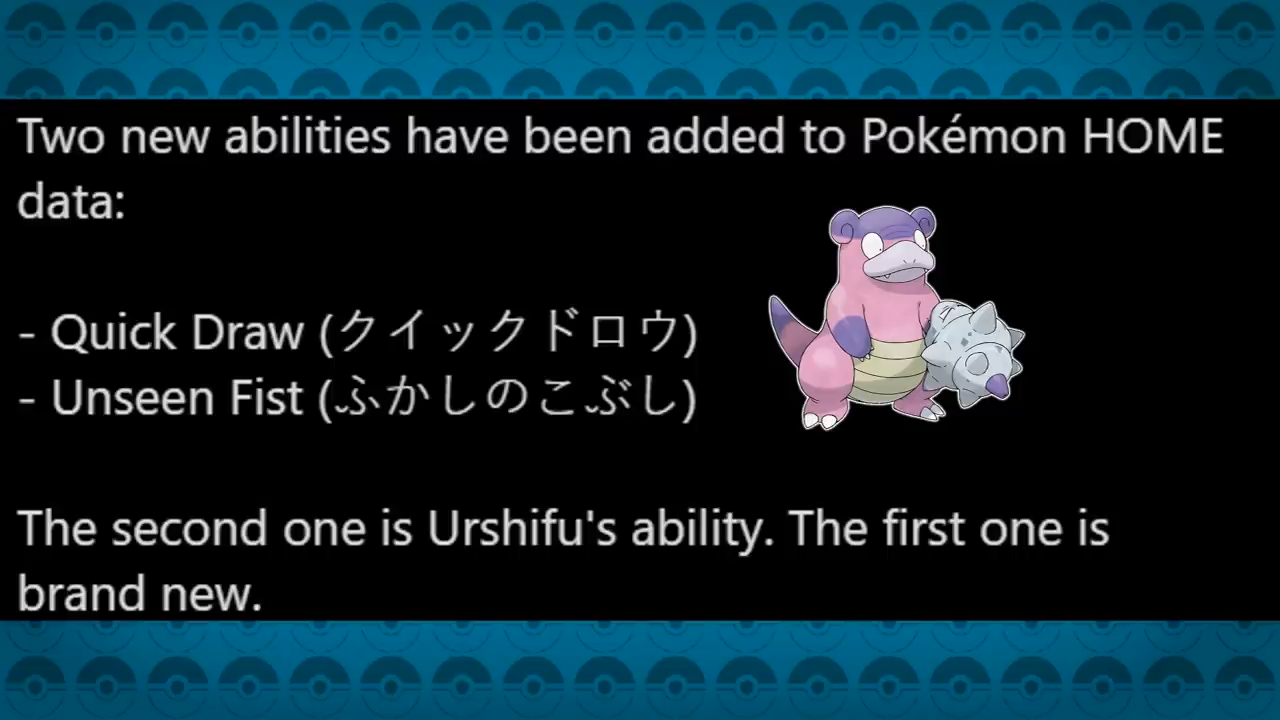 Two new abilities have been added to Pokémon HOME
data:
- Quick Draw (クイックドロウ)
- Unseen Fist (ふかしのこぶし)
The second one is Urshifu's ability. The first one is
brand new.